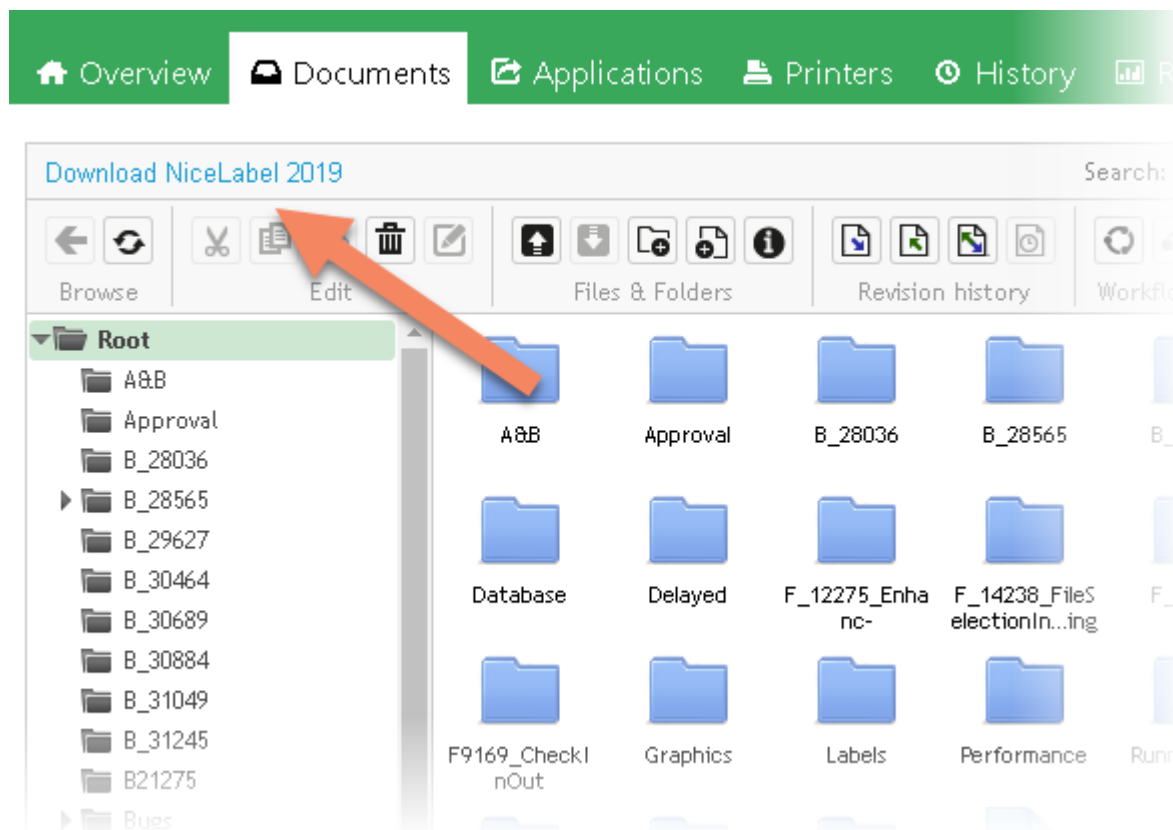 Overview Documents Applications Printers History
Download NiceLabel 2019 Search:
Browse Edit Files & Folders Revision history
Root
A&B
Approval
B_28036
B_28565
B_29627
B_30464
B_30689
B_30884
B_31049
B_31245
B21275
Bugs
A&B Approval B_28036 B_28565
Database Delayed F_12275_Enha F_14238_FileS
nc- electionIn...ing
F9169_CheckI Graphics Labels Performance
nOut